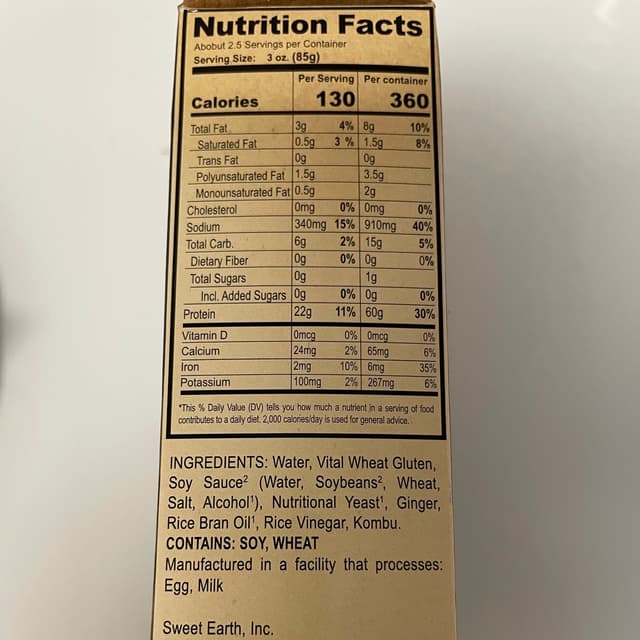 Nutrition Facts
Abobut 2.5 Servings per Container
Serving Size: 3 oz. (85g)
Per Serving Per container
Calories 130 360
Total Fat 3g 4% 8g 10%
Saturated Fat 0.5g 3 % 1.5g 8%
Trans Fat 0g 0g
Polyunsaturated Fat 1.5g 3.5g
Monounsaturated Fat 0.5g 2g
Cholesterol 0mg 0% 0mg 0%
Sodium 340mg 15% 910mg 40%
Total Carb. 6g 2% 15g 5%
Dietary Fiber 0g 0% 0g 0%
Total Sugars 0g 1g
Incl. Added Sugars 0g 0% 0g 0%
Protein 22g 11% 60g 30%
Vitamin D 0mcg 0% 0mcg 0%
Calcium 24mg 2% 65mg 6%
Iron 2mg 10% 6mg 35%
Potassium 100mg 2% 267mg 6%
*This % Daily Value (DV) tells you how much a nutrient in a serving of food
contributes to a daily diet. 2,000 calories/day is used for general advice.
INGREDIENTS: Water, Vital Wheat Gluten,
Soy Sauce² (Water, Soybeans², Wheat,
Salt, Alcohol¹), Nutritional Yeast¹, Ginger,
Rice Bran Oil¹, Rice Vinegar, Kombu.
CONTAINS: SOY, WHEAT
Manufactured in a facility that processes:
Egg, Milk
Sweet Earth, Inc.